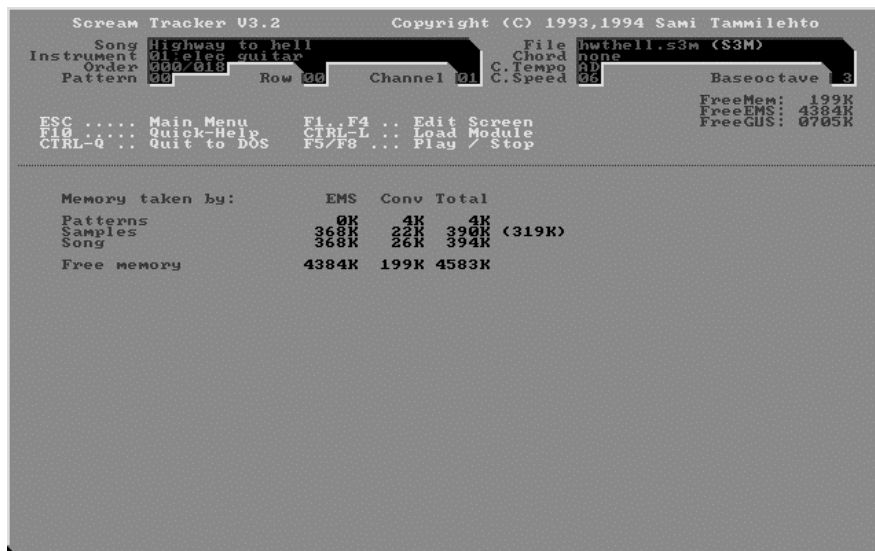 Scream Tracker V3.2 Copyright (C) 1993,1994 Sami Tammilehto
Song Highway to hell File hwthell.s3m (S3M)
Instrument 01:elec guitar Chord none
Order 000/018 C.Tempo AD
Pattern 00 Row 00 Channel 01 C.Speed 06 Baseoctave 3
FreeMem: 199K
ESC ..... Main Menu F1..F4 .. Edit Screen FreeEMS: 4384K
F10 ..... Quick-Help CTRL-L .. Load Module FreeGUS: 0705K
CTRL-Q .. Quit to DOS F5/F8 ... Play / Stop
Memory taken by: EMS Conv Total
Patterns 0K 4K 4K
Samples 368K 22K 390K (319K)
Song 368K 26K 394K
Free memory 4384K 199K 4583K